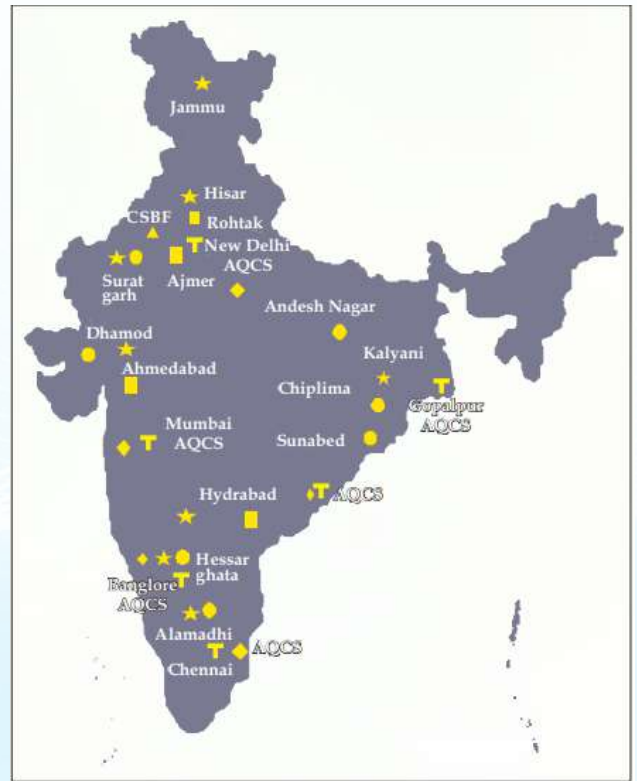 Jammu
Hisar
CSBF
Rohtak
New Delhi
AQCS
Surat
garh
Ajmer
Andesh Nagar
Dhamod
Kalyani
Ahmedabad
Chiplima
Gopalpur
AQCS
Mumbai
AQCS
Sunabed
Hydrabad
AQCS
Hessar
ghata
Banglore
AQCS
Alamadhi
Chennai
AQCS